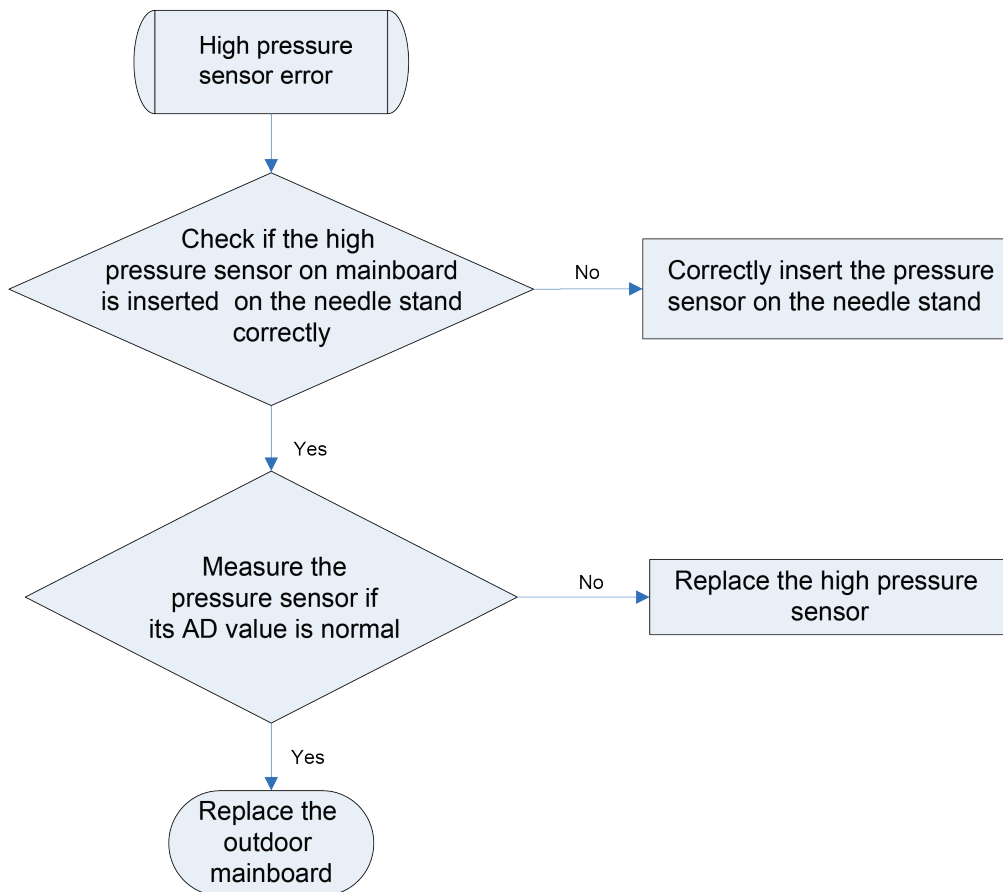 High pressure
sensor error
Check if the high
pressure sensor on mainboard
is inserted on the needle stand
correctly
No
Correctly insert the pressure
sensor on the needle stand
Yes
Measure the
pressure sensor if
its AD value is normal
No
Replace the high pressure
sensor
Yes
Replace the
outdoor
mainboard